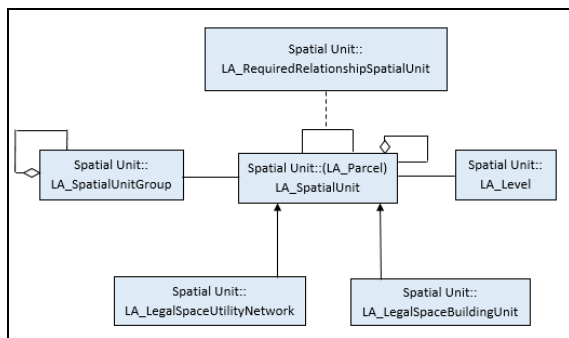 Spatial Unit::
LA_RequiredRelationshipSpatialUnit
Spatial Unit::
LA_SpatialUnitGroup
Spatial Unit::(LA_Parcel)
LA_SpatialUnit
Spatial Unit::
LA_Level
Spatial Unit::
LA_LegalSpaceUtilityNetwork
Spatial Unit::
LA_LegalSpaceBuildingUnit